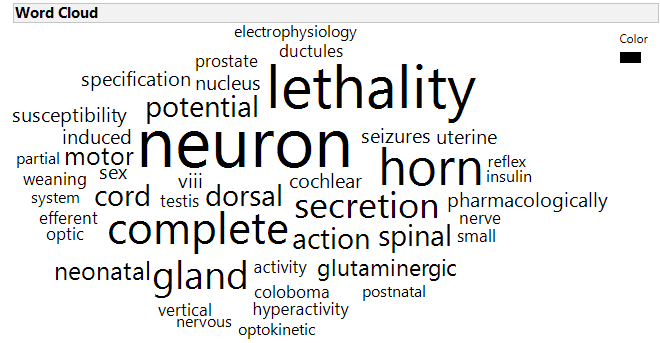 Word Cloud
electrophysiology
Color
ductules
prostate
specification
nucleus
lethality
susceptibility
potential
induced
neuron
seizures
uterine
partial
motor
horn
reflex
weaning
sex
viii
cochlear
insulin
system
cord
testis
dorsal
secretion
pharmacologically
efferent
complete
nerve
optic
action
spinal
small
neonatal
gland
activity
glutaminergic
coloboma
postnatal
vertical
hyperactivity
nervous
optokinetic